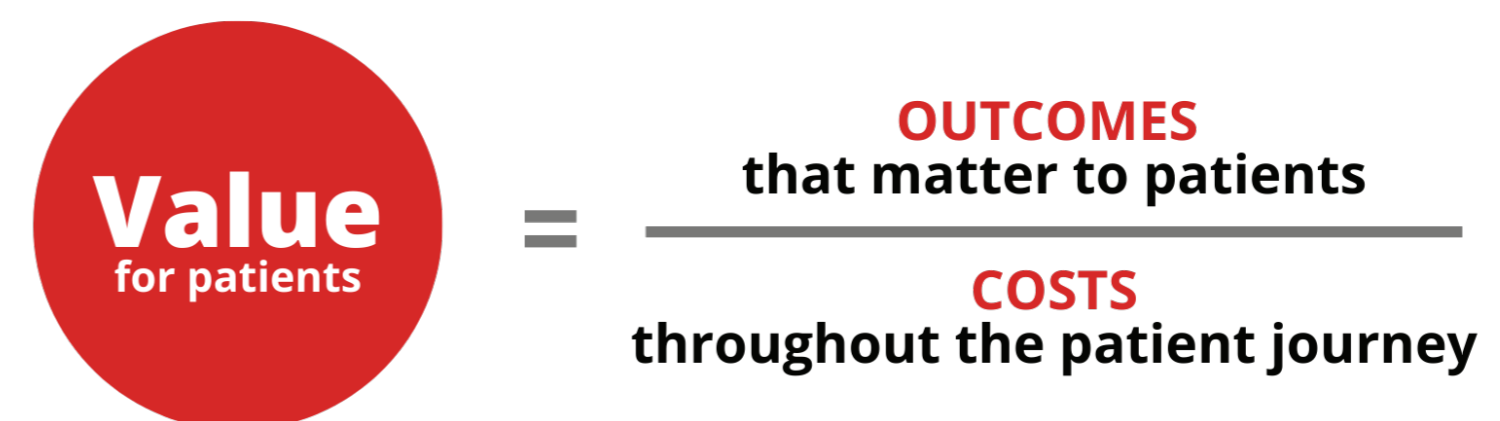 Value
for patients
=
OUTCOMES
that matter to patients
COSTS
throughout the patient journey